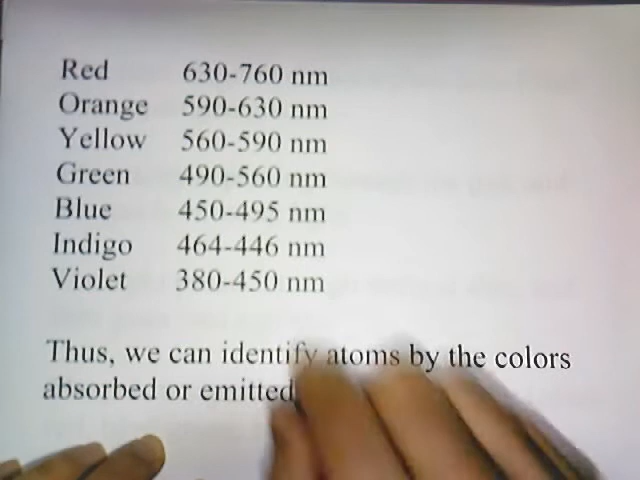 Red 630-760 nm
Orange 590-630 nm
Yellow 560-590 nm
Green 490-560 nm
Blue 450-495 nm
Indigo 464-446 nm
Violet 380-450 nm
Thus, we can identify atoms by the colors
absorbed or emitted